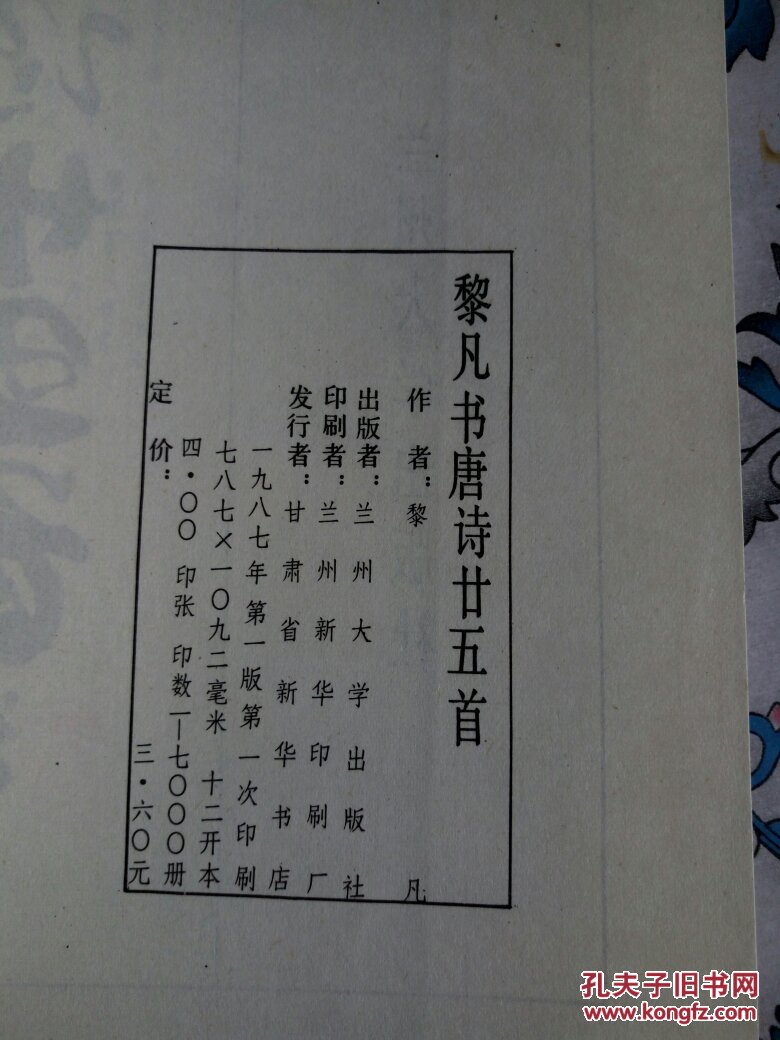 黎凡书唐诗廿五首
作者：黎凡
出版者：兰州大学出版社
印刷者：兰州新华印刷厂
发行者：甘肃省新华书店
一九八七年第一版第一次印刷
七八七×一〇九二毫米 十二开本
四·〇〇印张 印数一—七〇〇〇册
定价：三·六〇元
孔夫子旧书网
www.kongfz.com